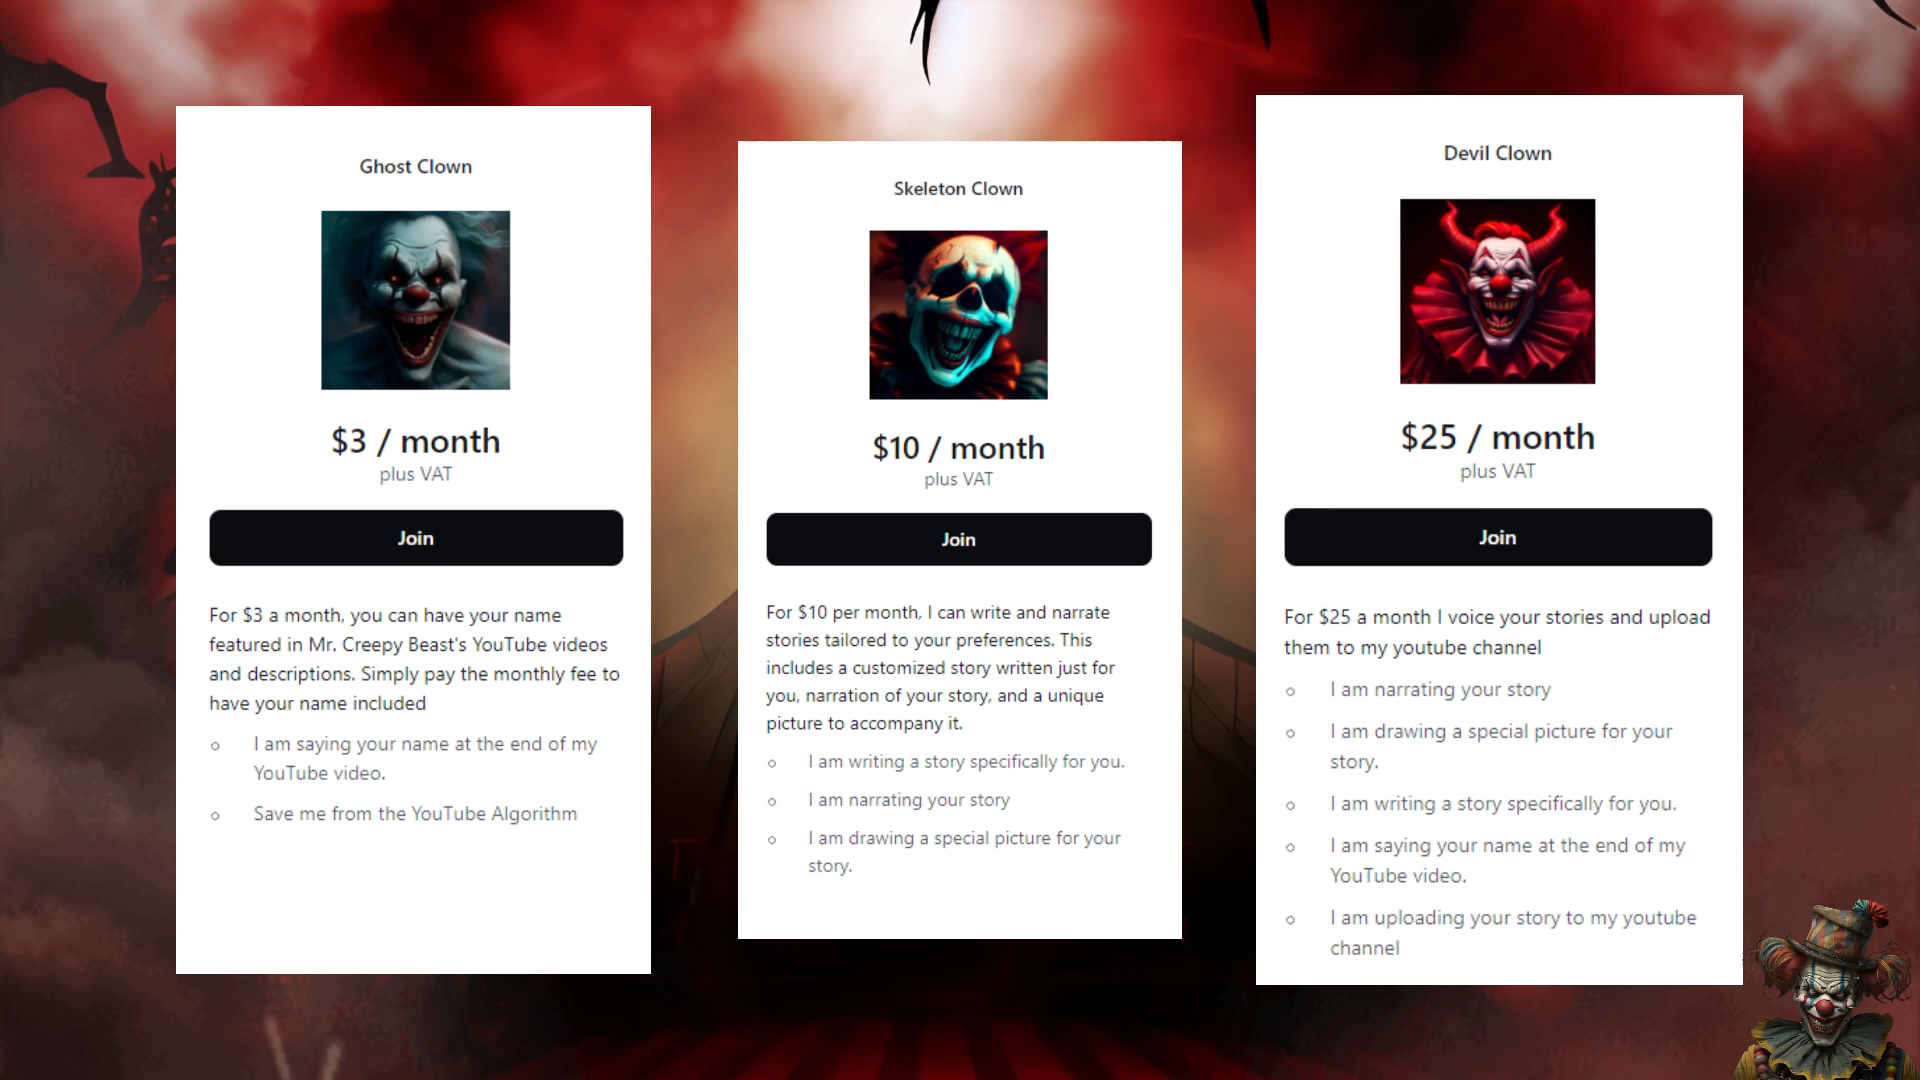 Ghost Clown
$3 / month
plus VAT
Join
For $3 a month, you can have your name
featured in Mr. Creepy Beast's YouTube videos
and descriptions. Simply pay the monthly fee to
have your name included
I am saying your name at the end of my
YouTube video.
Save me from the YouTube Algorithm
Skeleton Clown
$10 / month
plus VAT
Join
For $10 per month, I can write and narrate
stories tailored to your preferences. This
includes a customized story written just for
you, narration of your story, and a unique
picture to accompany it.
I am writing a story specifically for you.
I am narrating your story
I am drawing a special picture for your
story.
Devil Clown
$25 / month
plus VAT
Join
For $25 a month I voice your stories and upload
them to my youtube channel
I am narrating your story
I am drawing a special picture for your
story.
I am writing a story specifically for you.
I am saying your name at the end of my
YouTube video.
I am uploading your story to my youtube
channel